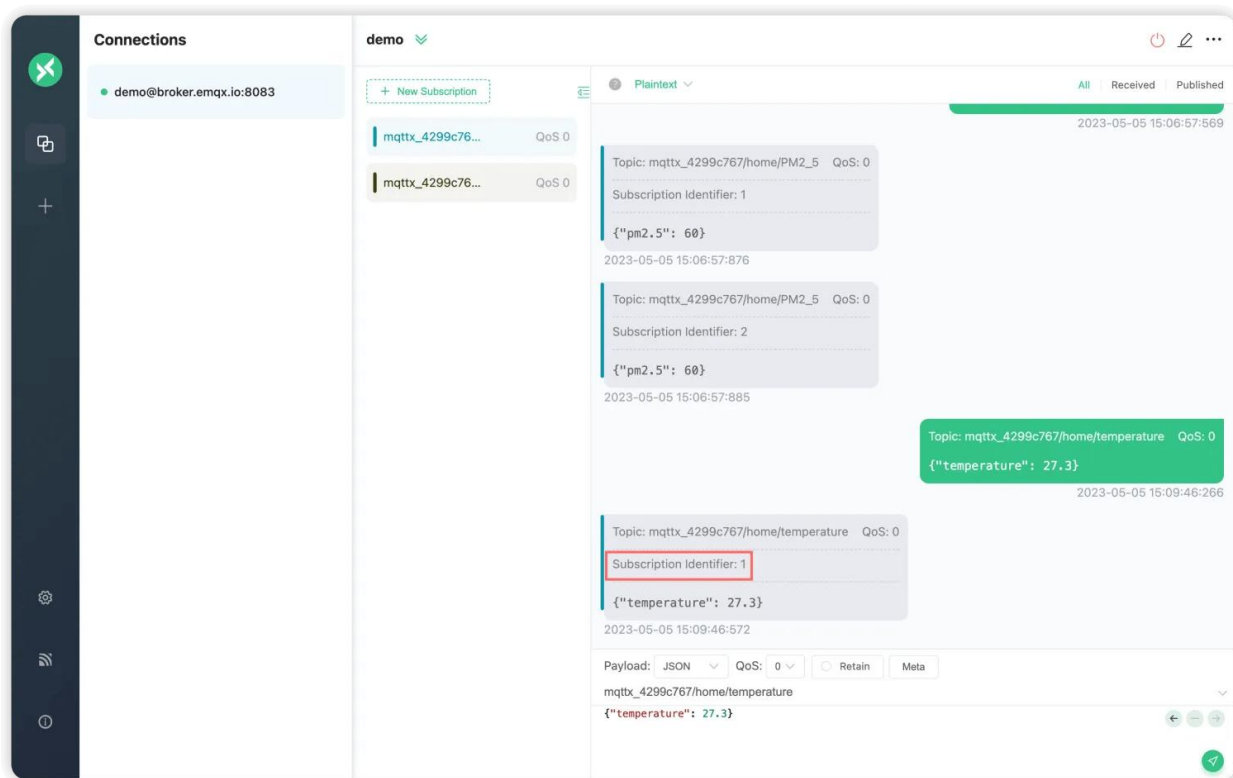 Connections
demo@broker.emqx.io:8083
demo
+ New Subscription
mqttx_4299c76... QoS 0
mqttx_4299c76... QoS 0
Plaintext
All Received Published
2023-05-05 15:06:57:569
Topic: mqttx_4299c767/home/PM2_5 QoS: 0
Subscription Identifier: 1
{"pm2.5": 60}
2023-05-05 15:06:57:876
Topic: mqttx_4299c767/home/PM2_5 QoS: 0
Subscription Identifier: 2
{"pm2.5": 60}
2023-05-05 15:06:57:885
Topic: mqttx_4299c767/home/temperature QoS: 0
{"temperature": 27.3}
2023-05-05 15:09:46:266
Topic: mqttx_4299c767/home/temperature QoS: 0
Subscription Identifier: 1
{"temperature": 27.3}
2023-05-05 15:09:46:572
Payload: JSON QoS: 0 Retain Meta
mqttx_4299c767/home/temperature
{"temperature": 27.3}